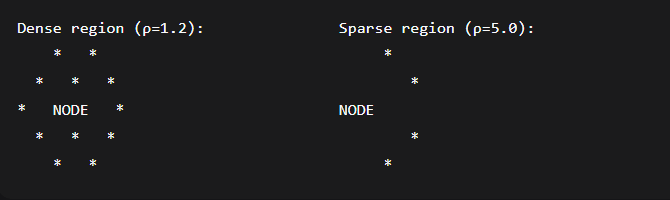 Dense region (ρ=1.2):                Sparse region (ρ=5.0):
    *   *                                 *
  *   *   *                                  *
*   NODE   *                         NODE
  *   *   *                                  *
    *   *                                 *